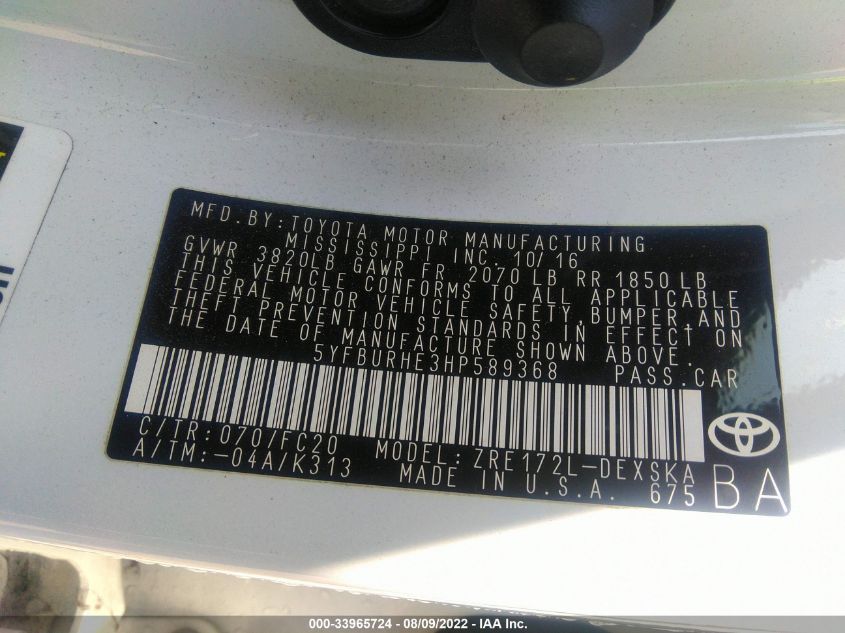 MFD.BY:TOYOTA MOTOR MANUFACTURING
MISSISSIPPI INC. 10/16
GVWR 3820LB GAWR FR 2070 LB RR 1850 LB
THIS VEHICLE CONFORMS TO ALL APPLICABLE
FEDERAL MOTOR VEHICLE SAFETY, BUMPER, AND
THEFT PREVENTION STANDARDS IN EFFECT ON
THE DATE OF MANUFACTURE SHOWN ABOVE.
5YFBURHE3HP589368 PASS.CAR
C/TR:070/FC20 MODEL:ZRE172L-DEXSKA
A/TM:-04A/K313 MADE IN U.S.A. 675
BA
000-33965724 - 08/09/2022 - IAA Inc.